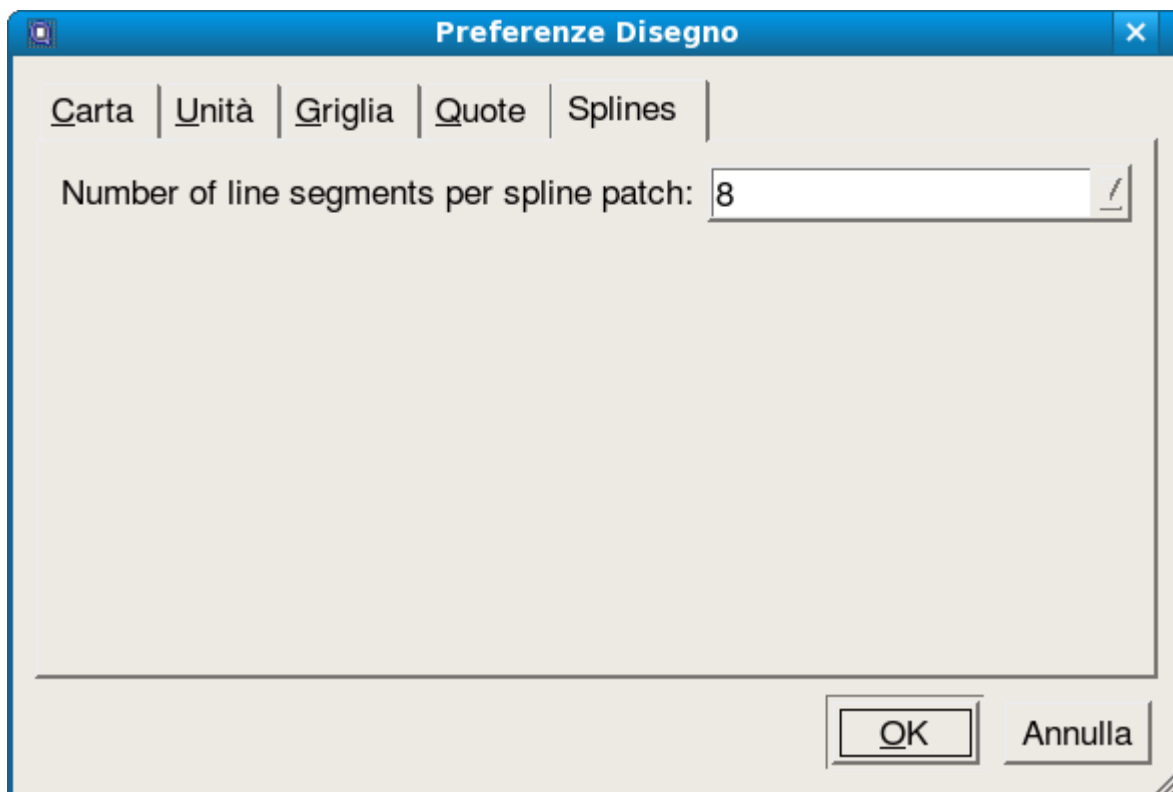 Preferenze Disegno
Carta Unità Griglia Quote Splines
Number of line segments per spline patch: 8
OK Annulla